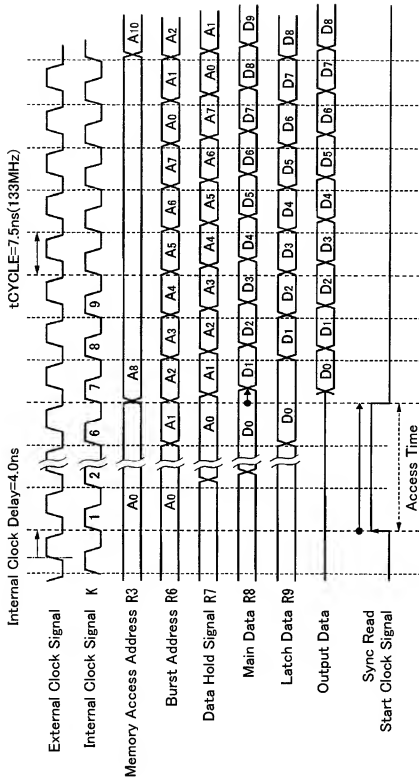 Internal Clock Delay=4.0ns
tCYCLE=7.5ns(133MHz)
External Clock Signal
Internal Clock Signal K 1 2 6 7 8 9
Memory Access Address R3 A0 A8 A10
Burst Address R6 A0 A1 A2 A3 A4 A5 A6 A7 A0 A1 A2
Data Hold Signal R7 A0 A1 A2 A3 A4 A5 A6 A7 A0 A1
Main Data R8 D0 D1 D2 D3 D4 D5 D6 D7 D8 D9
Latch Data R9 D0 D1 D2 D3 D4 D5 D6 D7 D8
Output Data D0 D1 D2 D3 D4 D5 D6 D7 D8
Sync Read
Start Clock Signal
Access Time